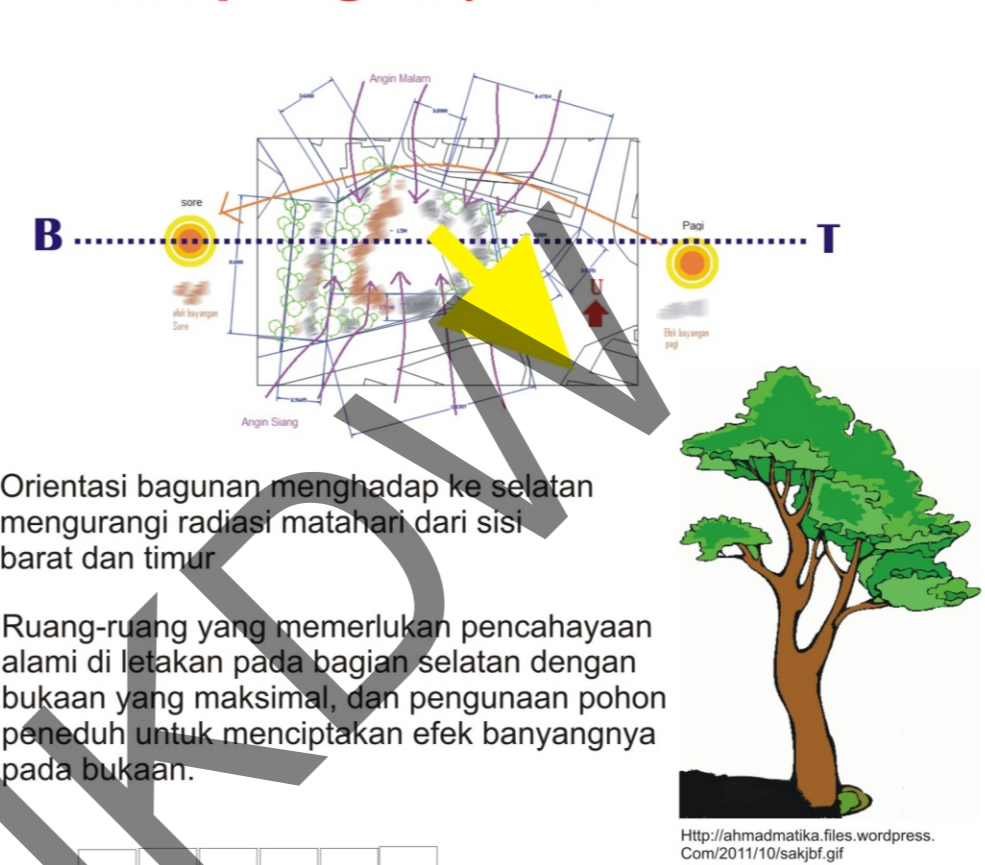 Angin Malam
sore
Pagi
B
T
U
efek bayangan
Sore
Efek bayangan
pagi
Angin Siang
Orientasi bagunan menghadap ke selatan
mengurangi radiasi matahari dari sisi
barat dan timur
Ruang-ruang yang memerlukan pencahayaan
alami di letakan pada bagian selatan dengan
bukaan yang maksimal, dan pengunaan pohon
peneduh untuk menciptakan efek banyangnya
pada bukaan.
Http://ahmadmatika.files.wordpress.
Com/2011/10/sakjbf.gif
KDW